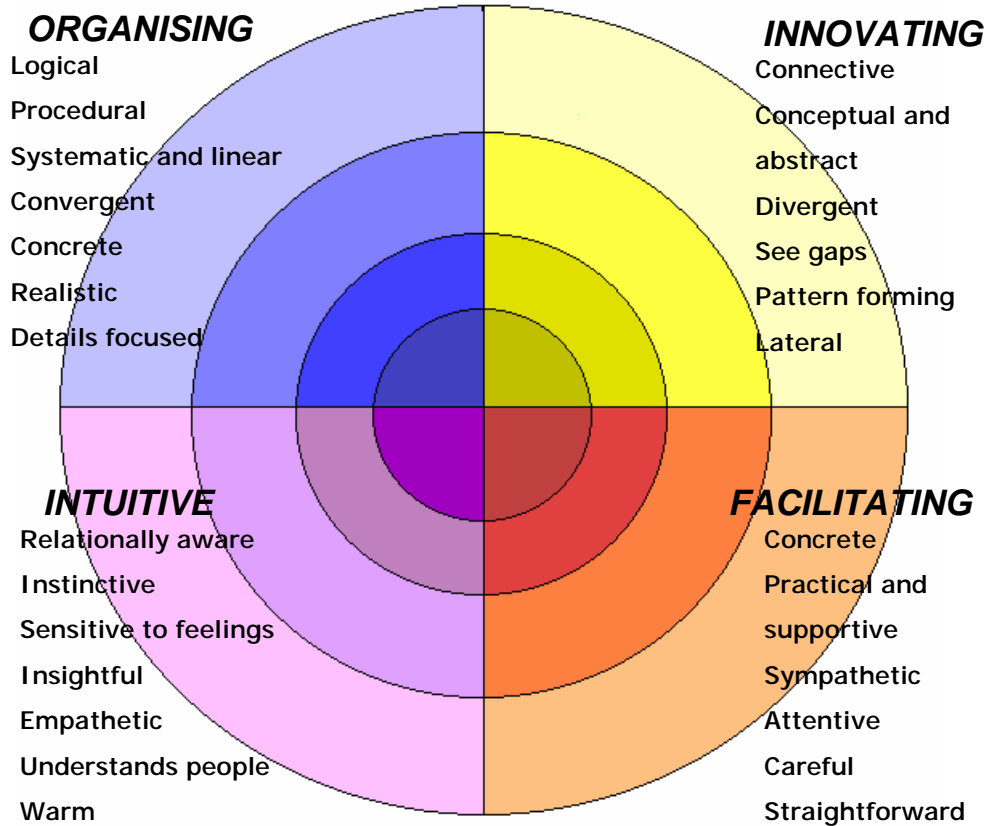 ORGANISING
Logical
Procedural
Systematic and linear
Convergent
Concrete
Realistic
Details focused
INNOVATING
Connective
Conceptual and
abstract
Divergent
See gaps
Pattern forming
Lateral
INTUITIVE
Relationally aware
Instinctive
Sensitive to feelings
Insightful
Empathetic
Understands people
Warm
FACILITATING
Concrete
Practical and
supportive
Sympathetic
Attentive
Careful
Straightforward